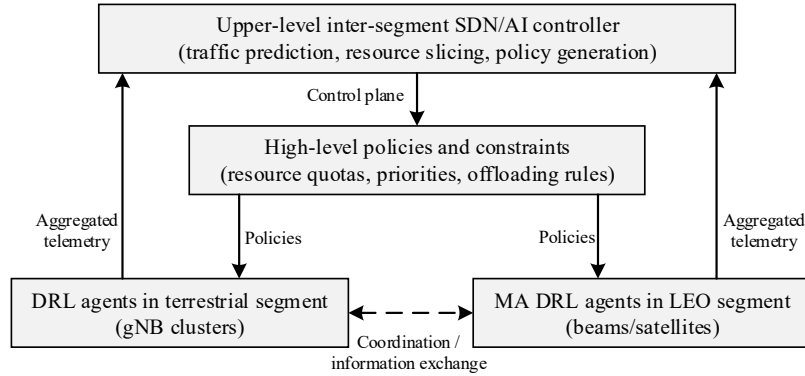 Upper-level inter-segment SDN/AI controller
(traffic prediction, resource slicing, policy generation)
Control plane
High-level policies and constraints
(resource quotas, priorities, offloading rules)
Aggregated
telemetry
Policies
Policies
Aggregated
telemetry
DRL agents in terrestrial segment
(gNB clusters)
MA DRL agents in LEO segment
(beams/satellites)
Coordination /
information exchange